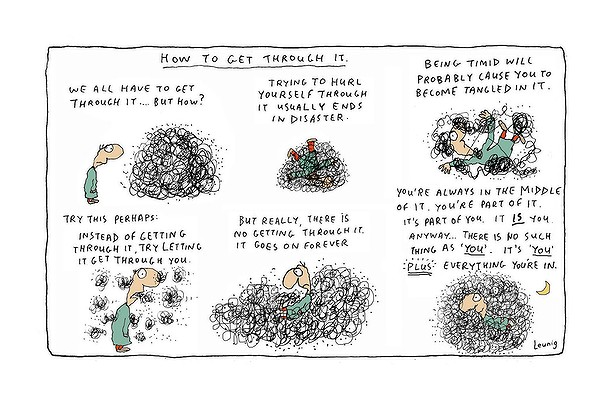 HOW TO GET THROUGH IT.
WE ALL HAVE TO GET
THROUGH IT.... BUT HOW?
TRYING TO HURL
YOURSELF THROUGH
IT USUALLY ENDS
IN DISASTER.
BEING TIMID WILL
PROBABLY CAUSE YOU TO
BECOME TANGLED IN IT.
TRY THIS PERHAPS:
INSTEAD OF GETTING
THROUGH IT, TRY LETTING
IT GET THROUGH YOU.
BUT REALLY, THERE IS
NO GETTING THROUGH IT.
IT GOES ON FOREVER
YOU'RE ALWAYS IN THE MIDDLE
OF IT. YOU'RE PART OF IT.
IT'S PART OF YOU. IT IS YOU.
ANYWAY... THERE IS NO SUCH
THING AS 'YOU'. IT'S 'YOU'
PLUS EVERYTHING YOU'RE IN.
Leunig